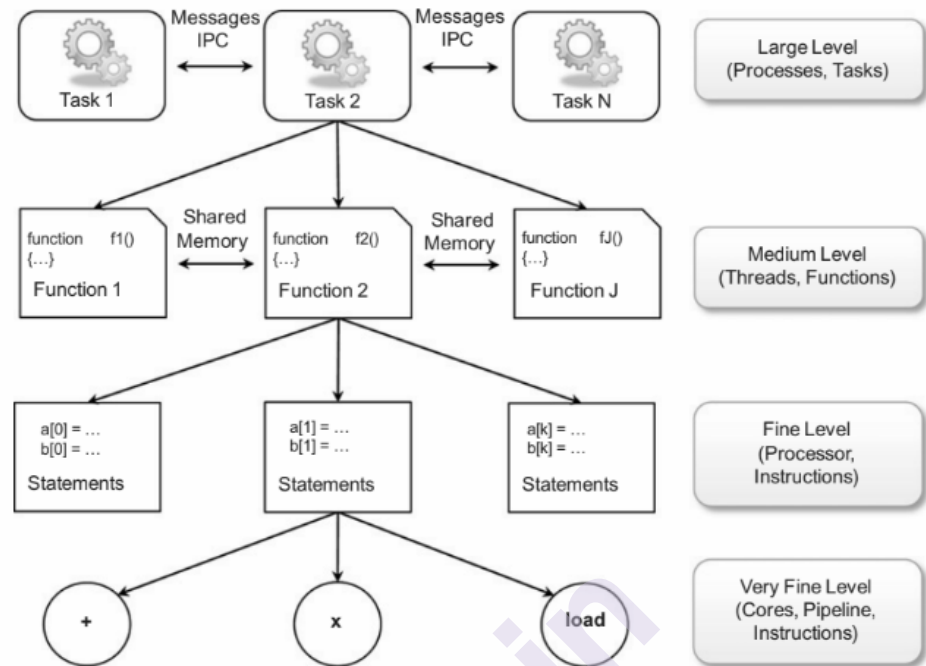 Messages
IPC
Messages
IPC
Task 1
Task 2
Task N
Large Level
(Processes, Tasks)
function f1()
{...}
Function 1
Shared
Memory
function f2()
{...}
Function 2
Shared
Memory
function fJ()
{...}
Function J
Medium Level
(Threads, Functions)
a[0] = ...
b[0] = ...
Statements
a[1] = ...
b[1] = ...
Statements
a[k] = ...
b[k] = ...
Statements
Fine Level
(Processor,
Instructions)
+
x
load
Very Fine Level
(Cores, Pipeline,
Instructions)
in